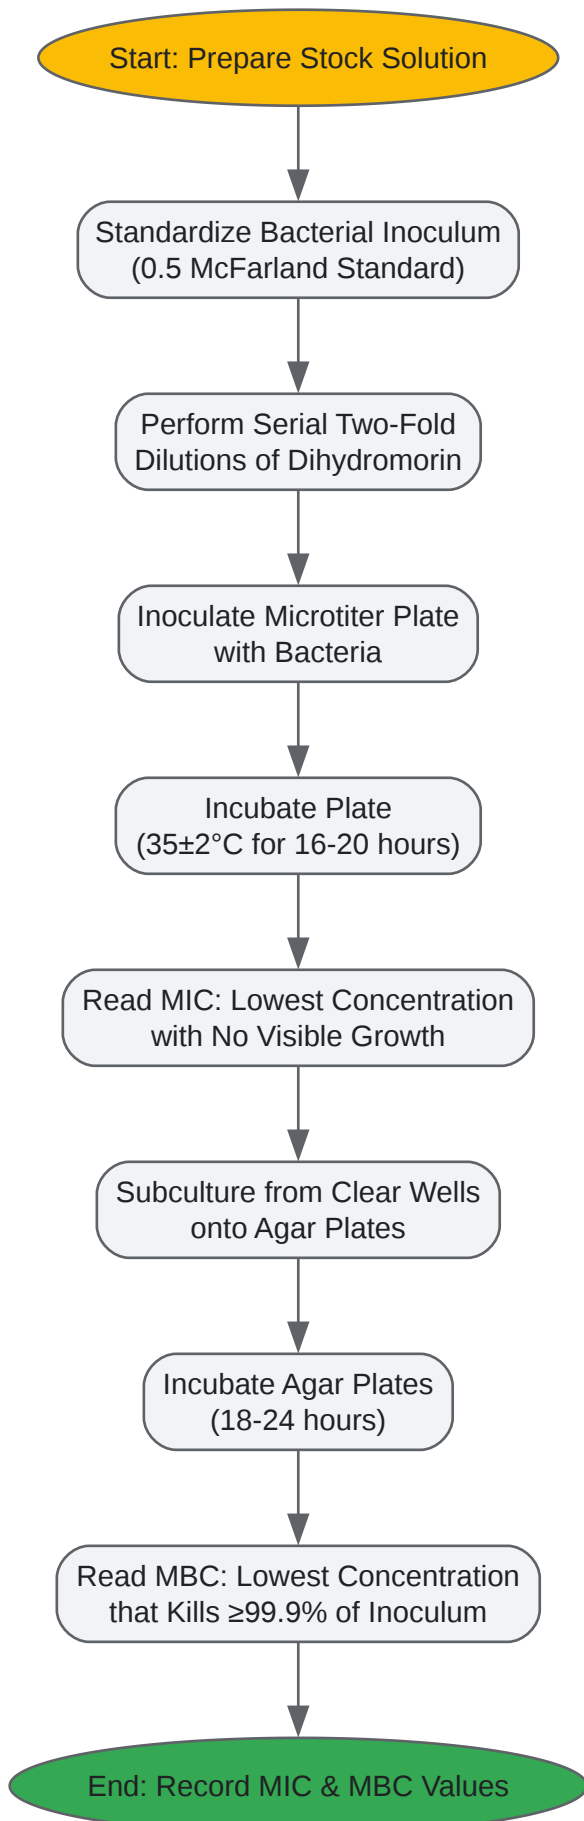 Start: Prepare Stock Solution
Standardize Bacterial Inoculum
(0.5 McFarland Standard)
Perform Serial Two-Fold
Dilutions of Dihydromorin
Inoculate Microtiter Plate
with Bacteria
Incubate Plate
(35±2°C for 16-20 hours)
Read MIC: Lowest Concentration
with No Visible Growth
Subculture from Clear Wells
onto Agar Plates
Incubate Agar Plates
(18-24 hours)
Read MBC: Lowest Concentration
that Kills ≥99.9% of Inoculum
End: Record MIC & MBC Values